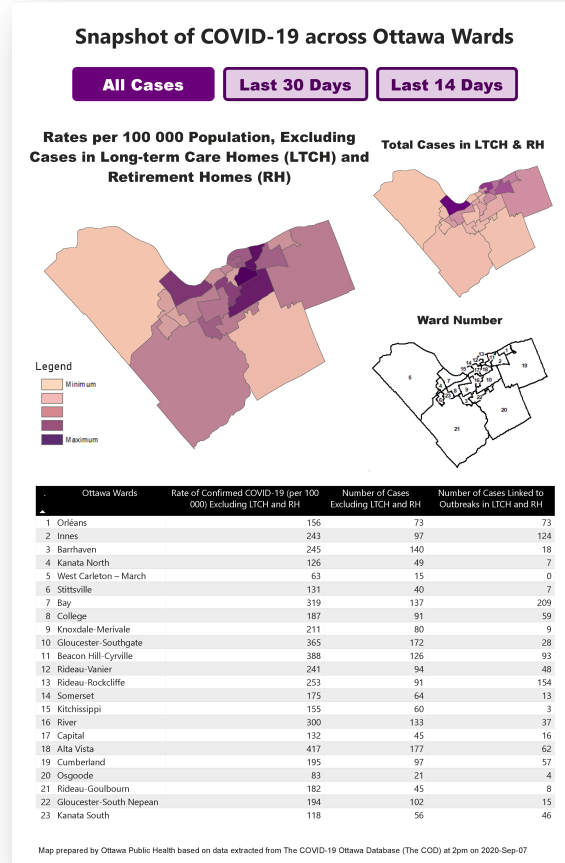 Snapshot of COVID-19 across Ottawa Wards
All Cases
Last 30 Days
Last 14 Days
Rates per 100 000 Population, Excluding
Cases in Long-term Care Homes (LTCH) and
Retirement Homes (RH)
Total Cases in LTCH & RH
Legend
Minimum
Maximum
Ward Number
5
19
20
21
. Ottawa Wards Rate of Confirmed COVID-19 (per 100 Number of Cases Number of Cases Linked to
000) Excluding LTCH and RH Excluding LTCH and RH Outbreaks in LTCH and RH
1 Orléans 156 73 73
2 Innes 243 97 124
3 Barrhaven 245 140 18
4 Kanata North 126 49 7
5 West Carleton – March 63 15 0
6 Stittsville 131 40 7
7 Bay 319 137 209
8 College 187 91 59
9 Knoxdale-Merivale 211 80 9
10 Gloucester-Southgate 365 172 28
11 Beacon Hill-Cyrville 388 126 93
12 Rideau-Vanier 241 94 48
13 Rideau-Rockcliffe 253 91 154
14 Somerset 175 64 13
15 Kitchissippi 155 60 3
16 River 300 133 37
17 Capital 132 45 16
18 Alta Vista 417 177 62
19 Cumberland 195 97 57
20 Osgoode 83 21 4
21 Rideau-Goulbourn 182 45 8
22 Gloucester-South Nepean 194 102 15
23 Kanata South 118 56 46
Map prepared by Ottawa Public Health based on data extracted from The COVID-19 Ottawa Database (The COD) at 2pm on 2020-Sep-07